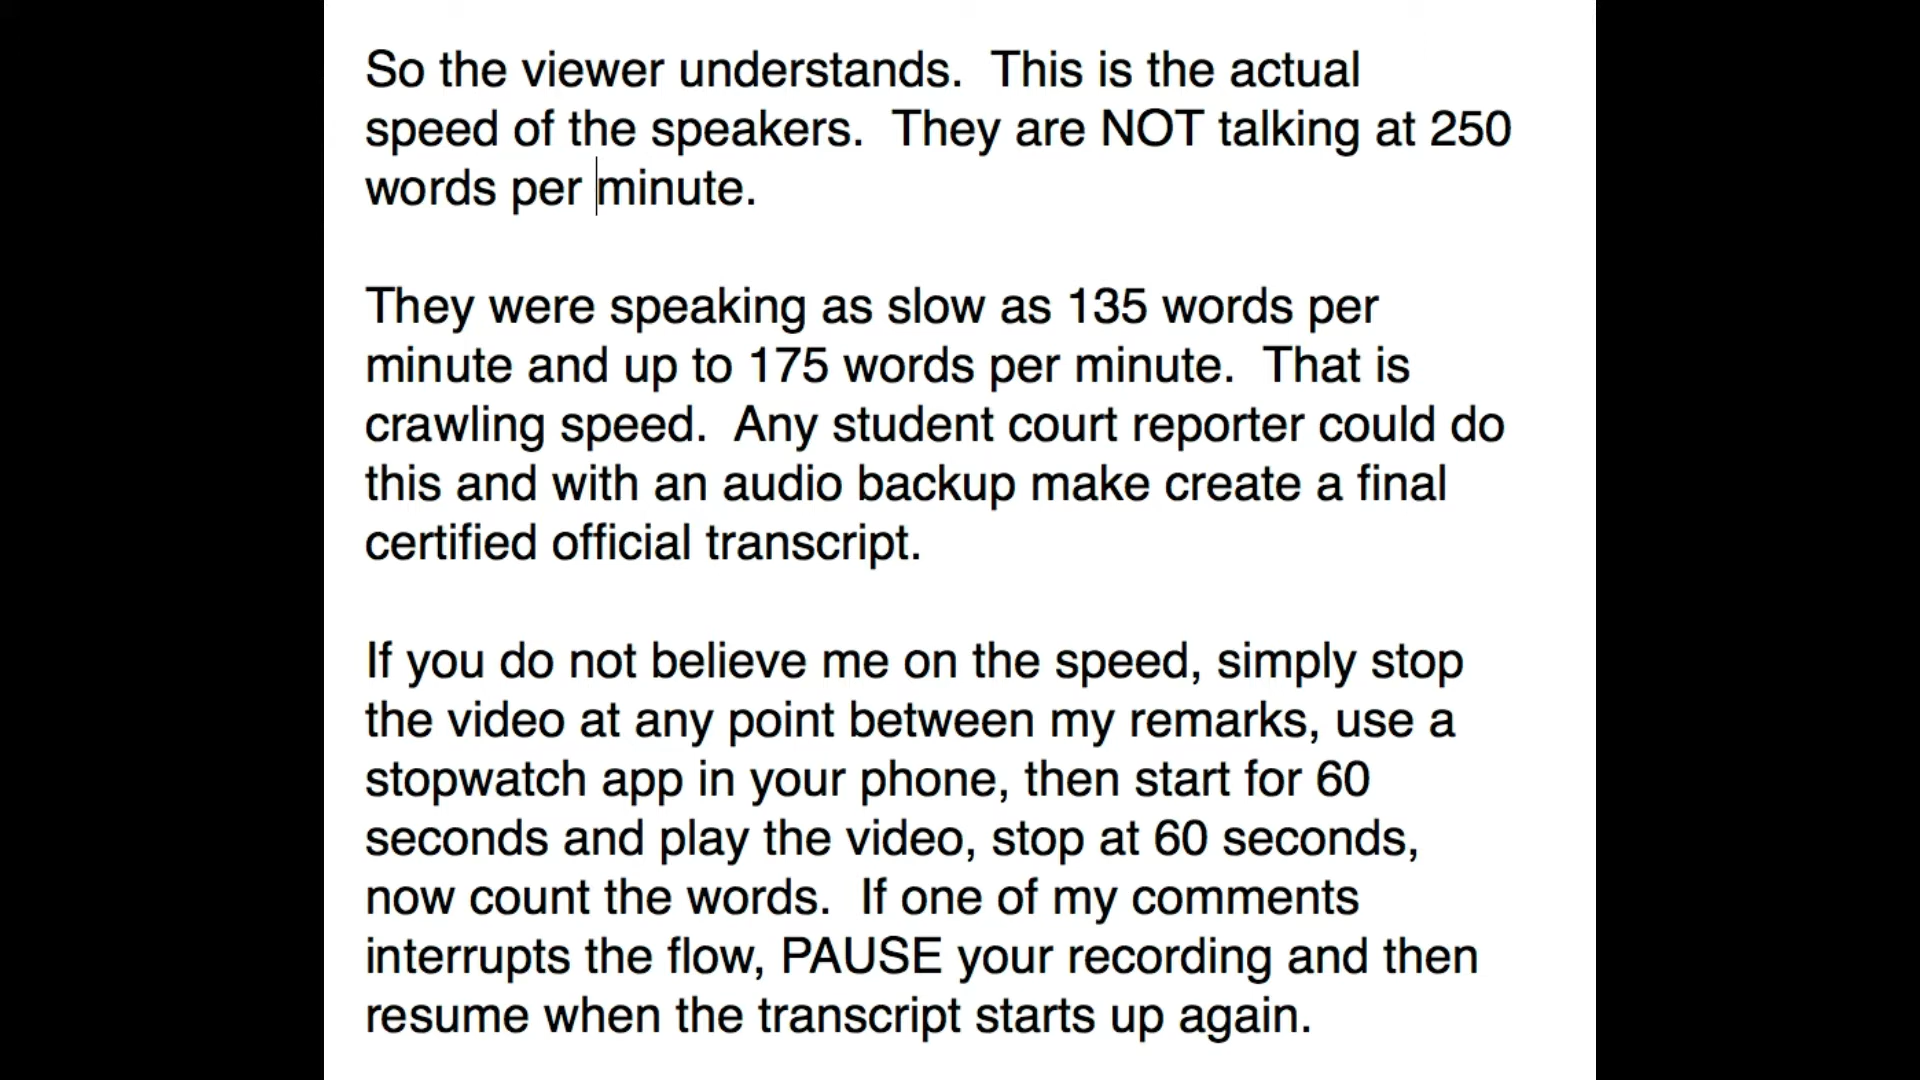 So the viewer understands.  This is the actual
speed of the speakers.  They are NOT talking at 250
words per minute.
They were speaking as slow as 135 words per
minute and up to 175 words per minute.  That is
crawling speed.  Any student court reporter could do
this and with an audio backup make create a final
certified official transcript.
If you do not believe me on the speed, simply stop
the video at any point between my remarks, use a
stopwatch app in your phone, then start for 60
seconds and play the video, stop at 60 seconds,
now count the words.  If one of my comments
interrupts the flow, PAUSE your recording and then
resume when the transcript starts up again.